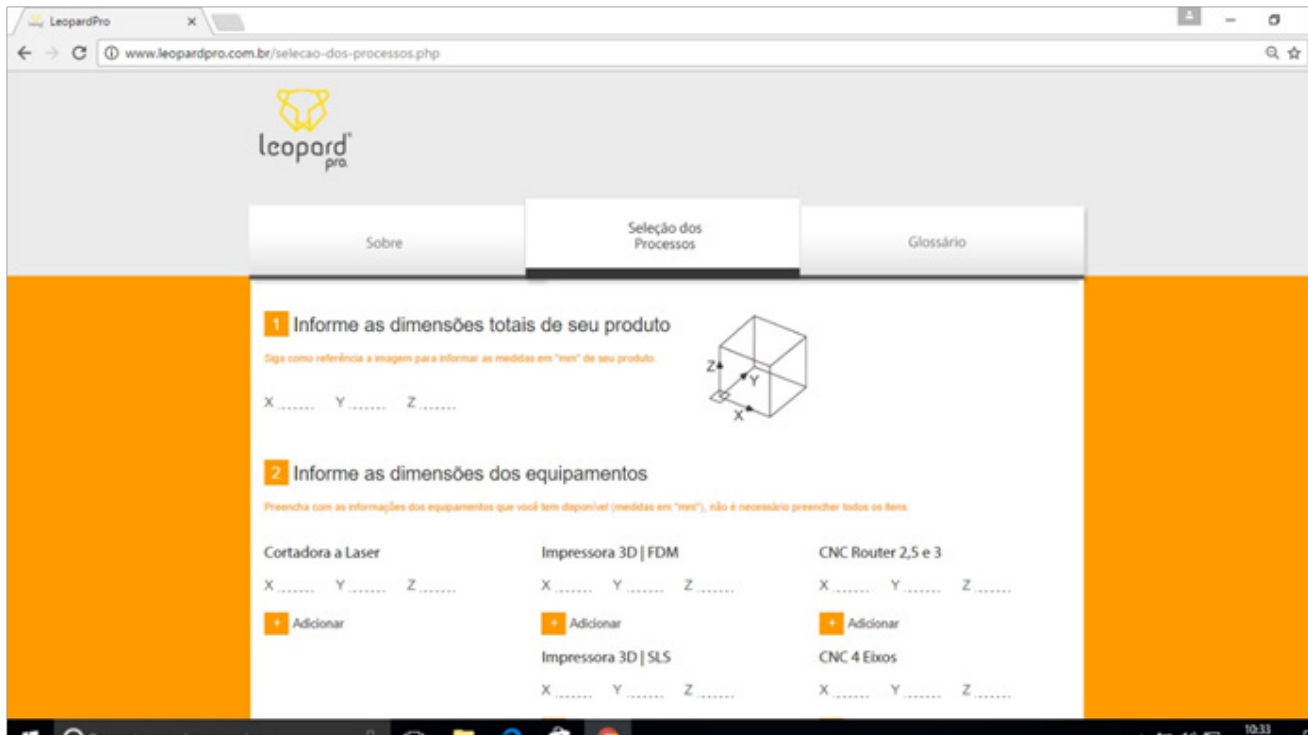 LeopardPro
www.leopardpro.com.br/selecao-dos-processos.php
leopard
pro.
Sobre
Seleção dos
Processos
Glossário
1 Informe as dimensões totais de seu produto
Siga como referência a imagem para informar as medidas em "mm" de seu produto.
X ....... Y ....... Z .......
Z
Y
X
2 Informe as dimensões dos equipamentos
Preencha com as informações dos equipamentos que você tem disponível (medidas em "mm"), não é necessário preencher todos os itens
Cortadora a Laser
X ....... Y ....... Z .......
+ Adicionar
Impressora 3D | FDM
X ....... Y ....... Z .......
+ Adicionar
Impressora 3D | SLS
X ....... Y ....... Z .......
CNC Router 2,5 e 3
X ....... Y ....... Z .......
+ Adicionar
CNC 4 Eixos
X ....... Y ....... Z .......
10:33